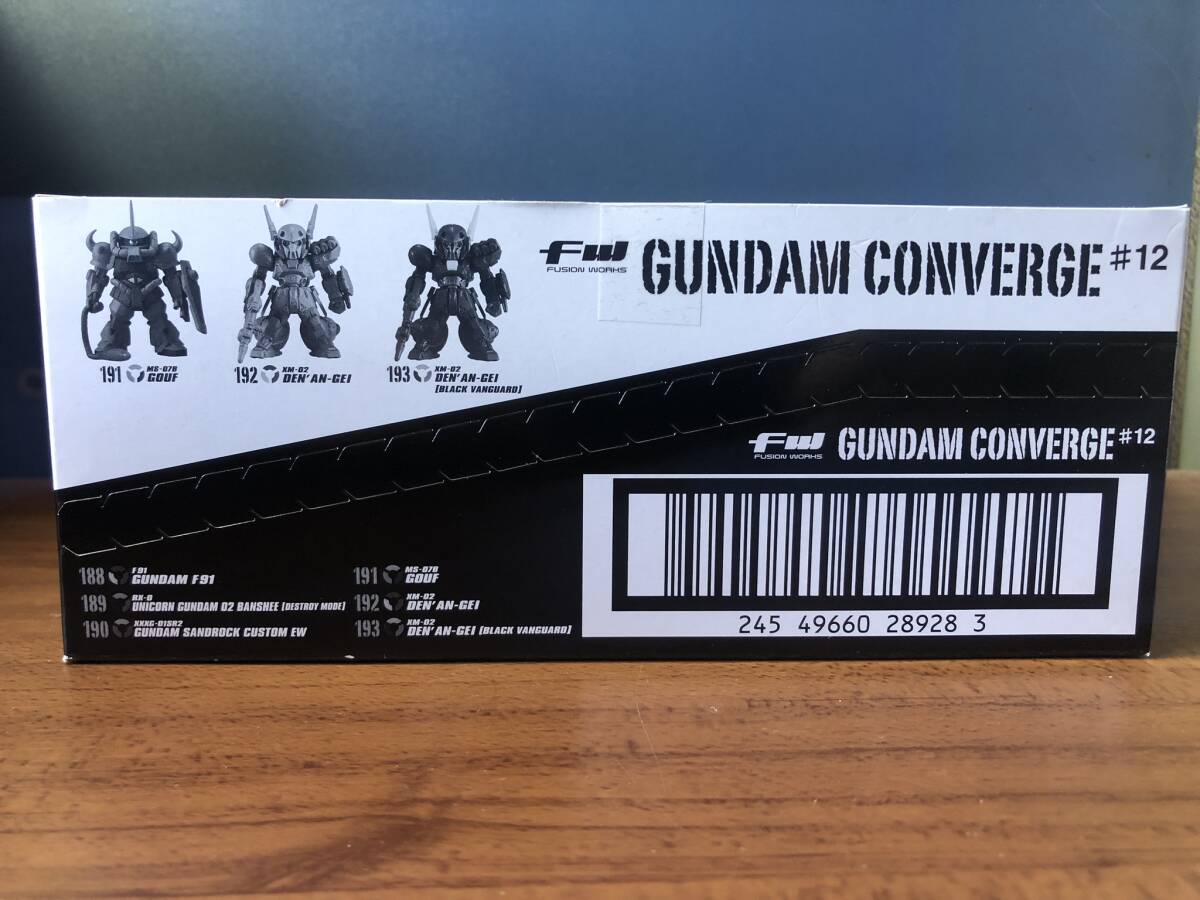 FW
FUSION WORKS
GUNDAM CONVERGE #12
191 MS-07B
GOUF
192 XM-02
DEN'AN-GEI
193 XM-02
DEN'AN-GEI
[BLACK VANGUARD]
FW
FUSION WORKS
GUNDAM CONVERGE #12
188 F91
GUNDAM F91
189 RX-0
UNICORN GUNDAM 02 BANSHEE [DESTROY MODE]
190 XXXG-01SR2
GUNDAM SANDROCK CUSTOM EW
191 MS-07B
GOUF
192 XM-02
DEN'AN-GEI
193 XM-02
DEN'AN-GEI [BLACK VANGUARD]
245 49660 28928 3